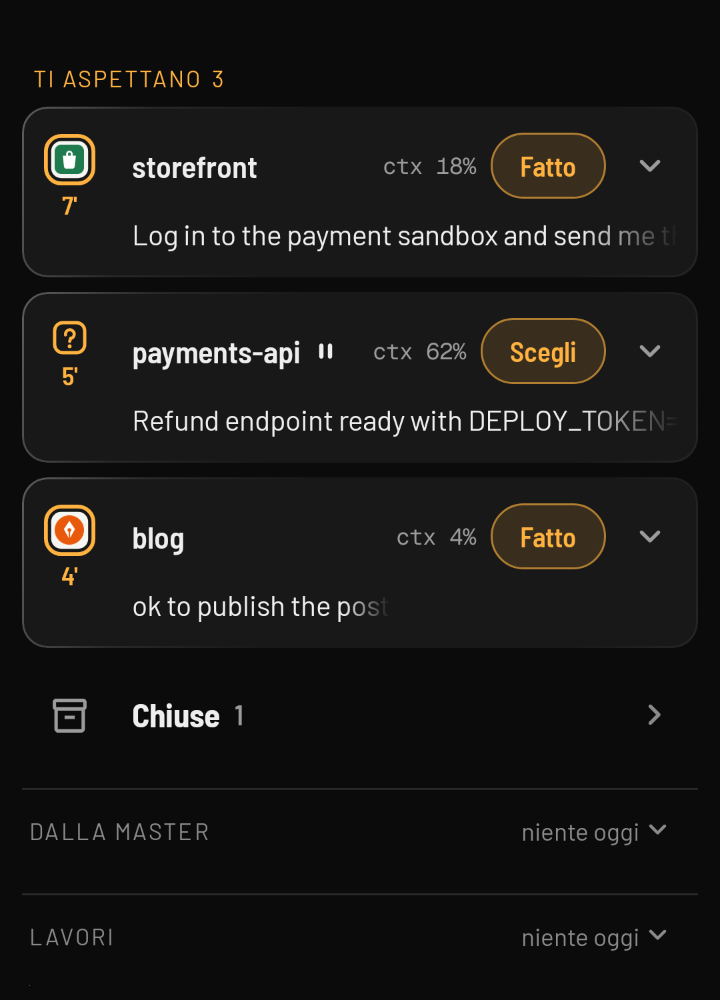 TI ASPETTANO 3
storefront ctx 18% Fatto
7'
Log in to the payment sandbox and send me
?
payments-api ctx 62% Scegli
5'
Refund endpoint ready with DEPLOY_TOKEN=
blog ctx 4% Fatto
4'
ok to publish the post
Chiuse 1
DALLA MASTER niente oggi
LAVORI niente oggi